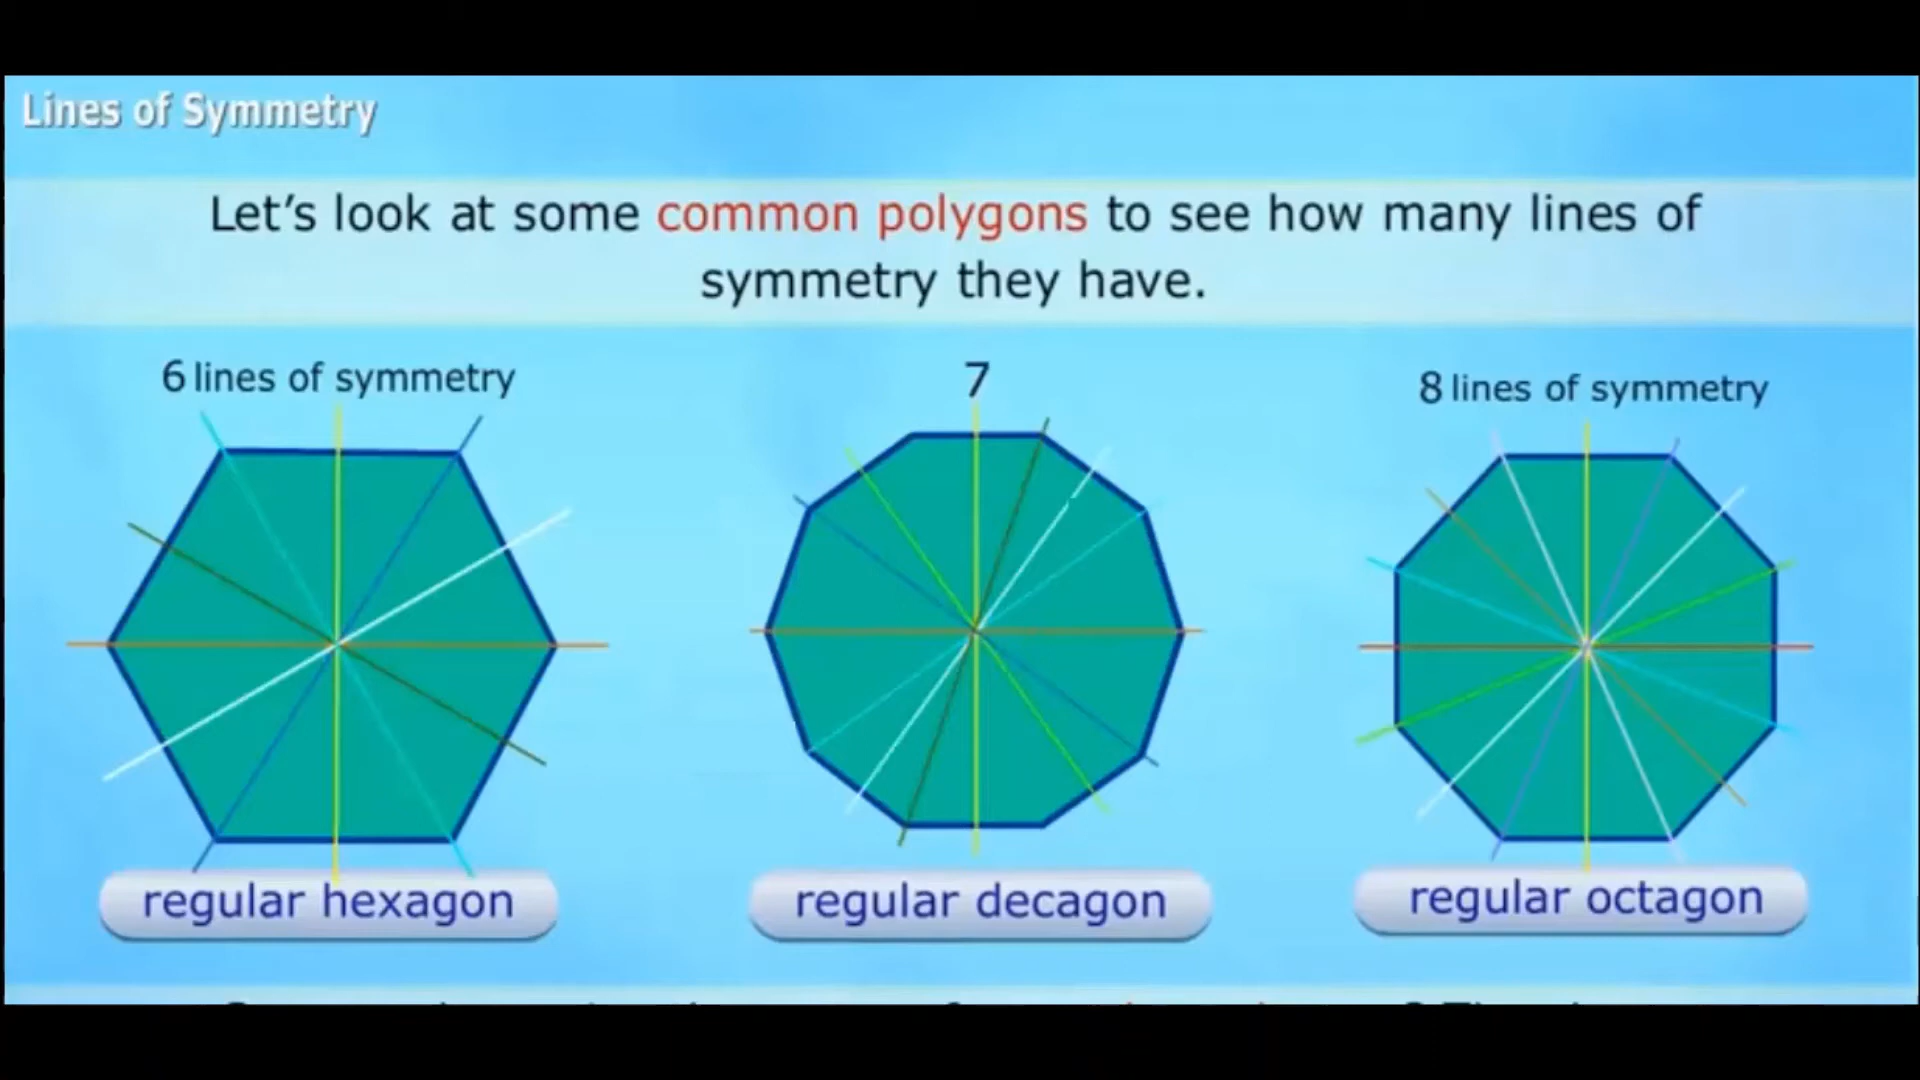 Lines of Symmetry
Let's look at some common polygons to see how many lines of
symmetry they have.
6 lines of symmetry
7
8 lines of symmetry
regular hexagon
regular decagon
regular octagon